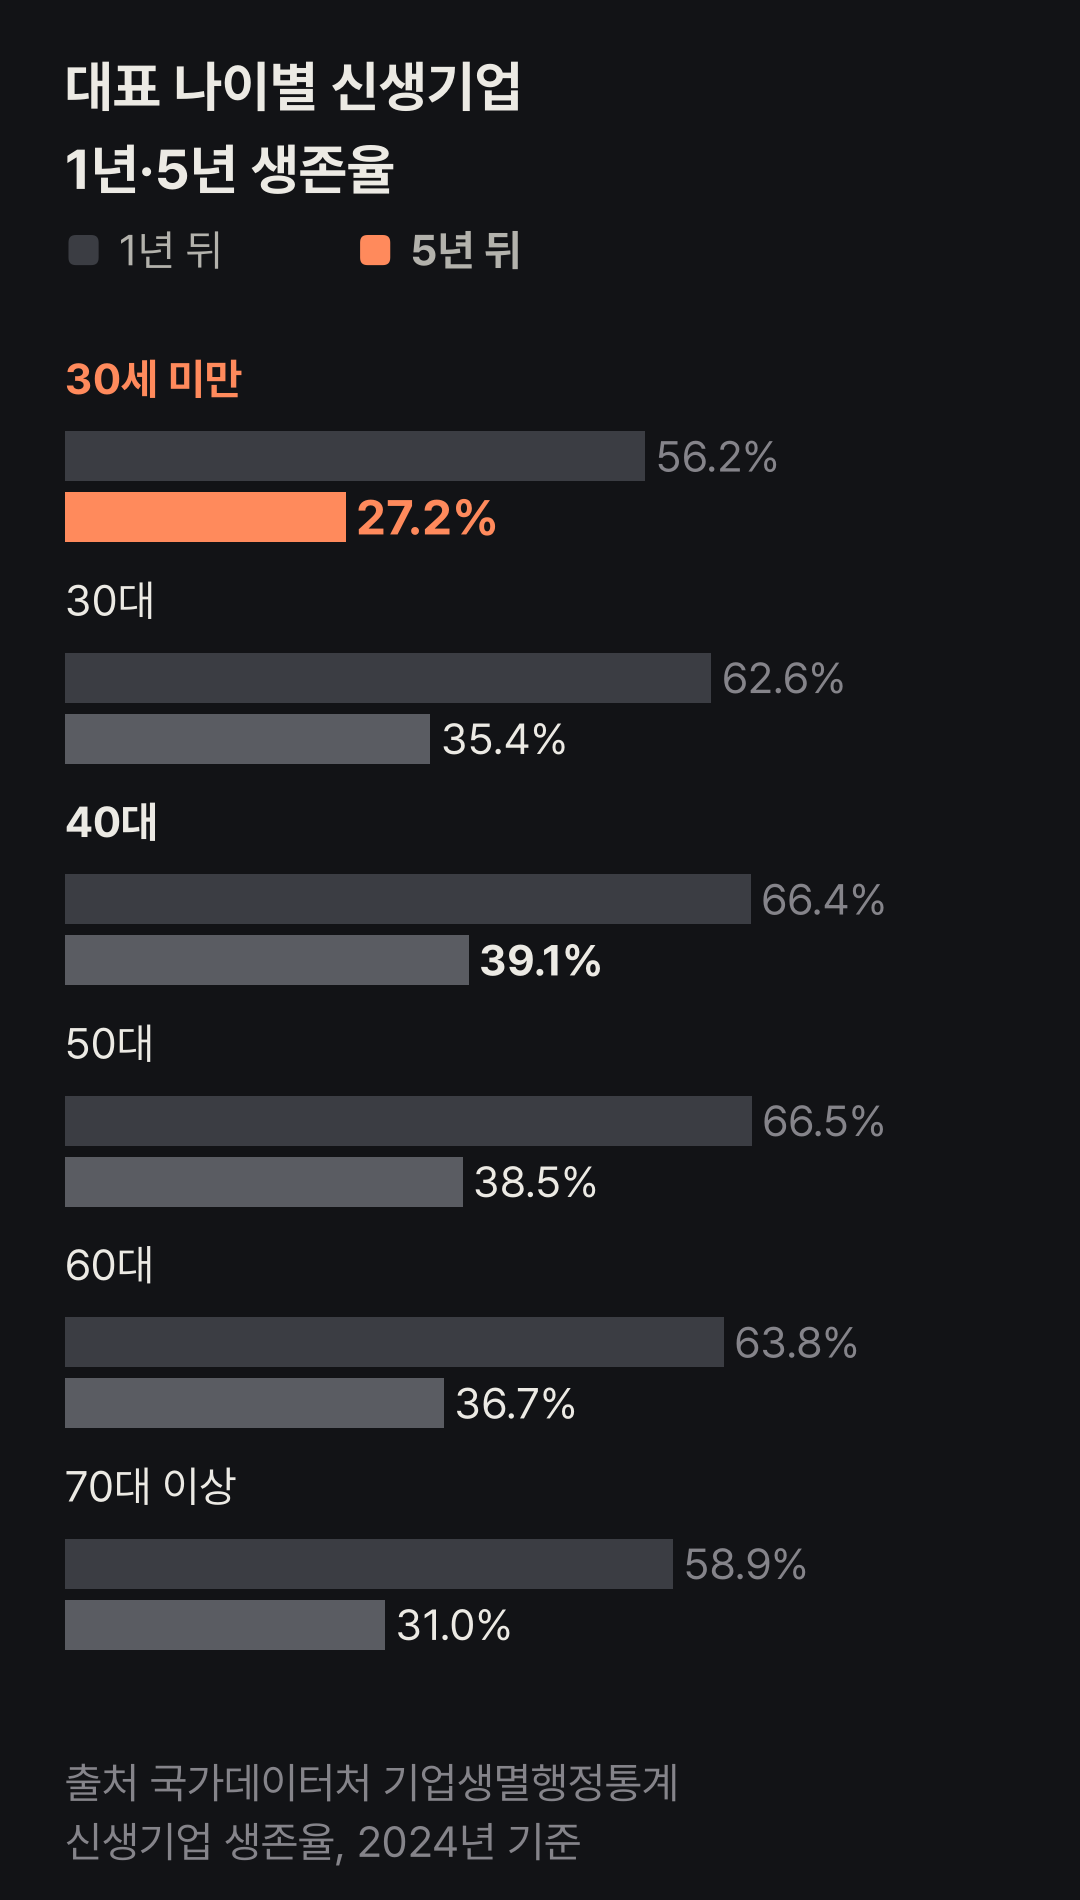 대표 나이별 신생기업
1년·5년 생존율
1년 뒤 5년 뒤
30세 미만
56.2%
27.2%
30대
62.6%
35.4%
40대
66.4%
39.1%
50대
66.5%
38.5%
60대
63.8%
36.7%
70대 이상
58.9%
31.0%
출처 국가데이터처 기업생멸행정통계
신생기업 생존율, 2024년 기준